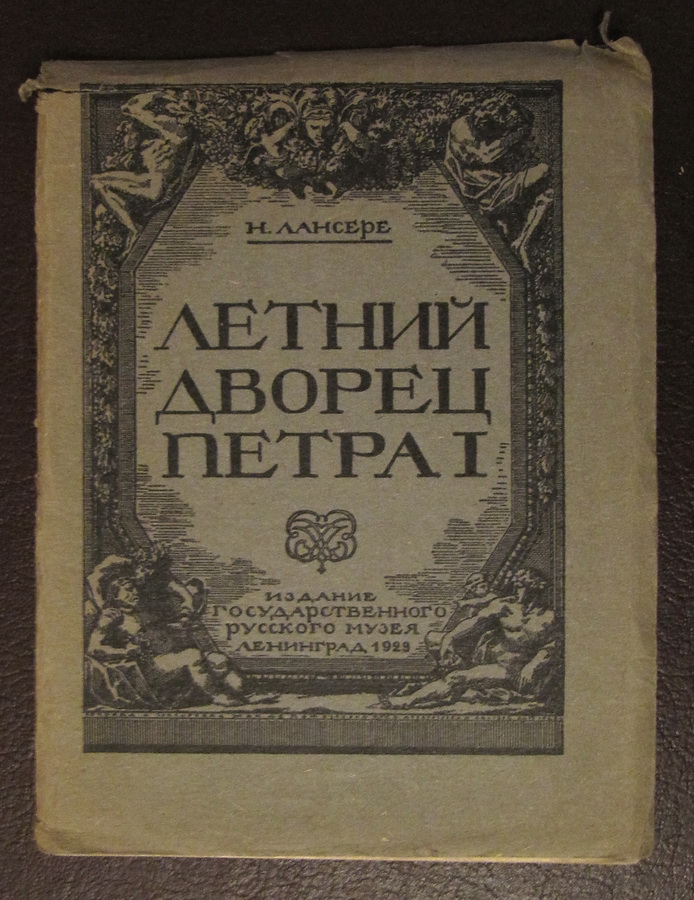 Н. ЛАНСЕРЕ
ЛЕТНИЙ
ДВОРЕЦ
ПЕТРА I
ИЗДАНИЕ
ГОСУДАРСТВЕННОГО
РУССКОГО МУЗЕЯ
ЛЕНИНГРАД, 1929